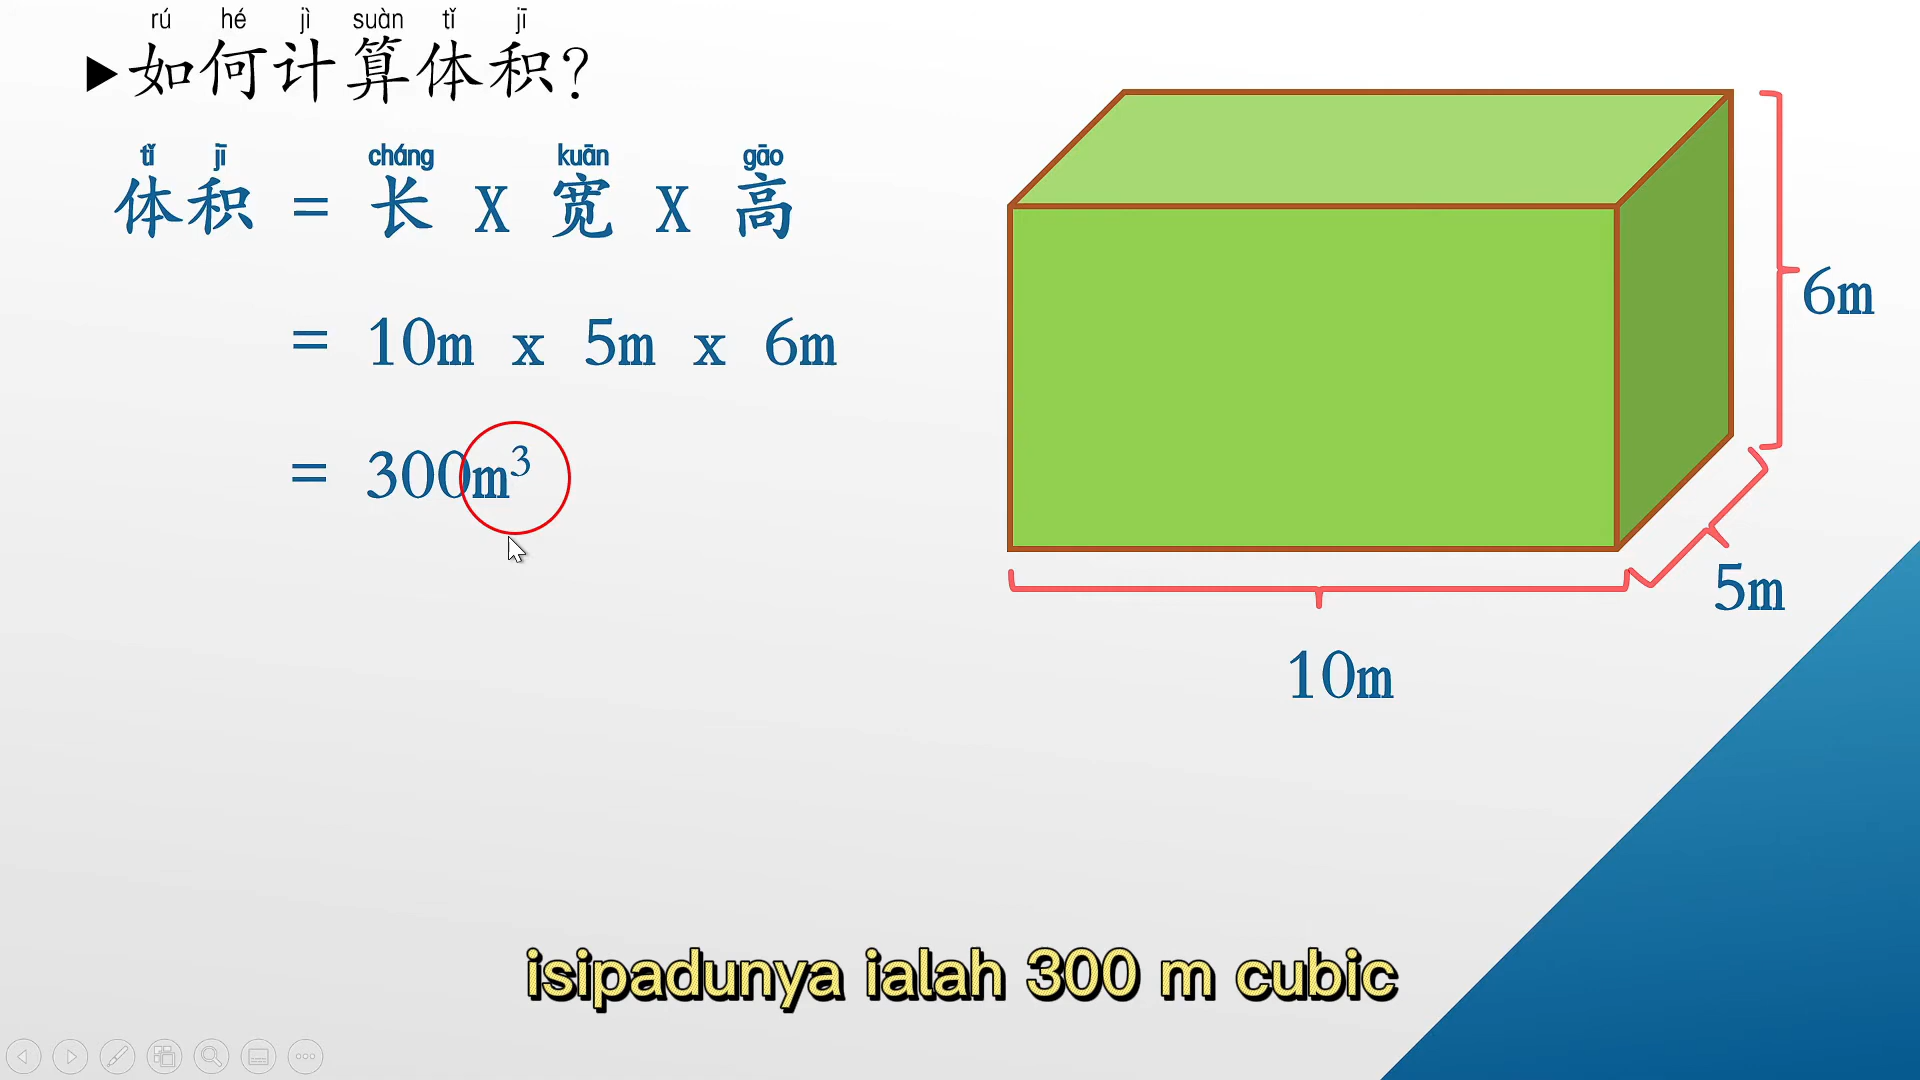 rú hé jì suàn tǐ jī
▶如何计算体积?
tǐ jī cháng kuān gāo
体积 = 长 X 宽 X 高
= 10m x 5m x 6m
= 300m³
6m
5m
10m
isipadunya ialah 300 m cubic